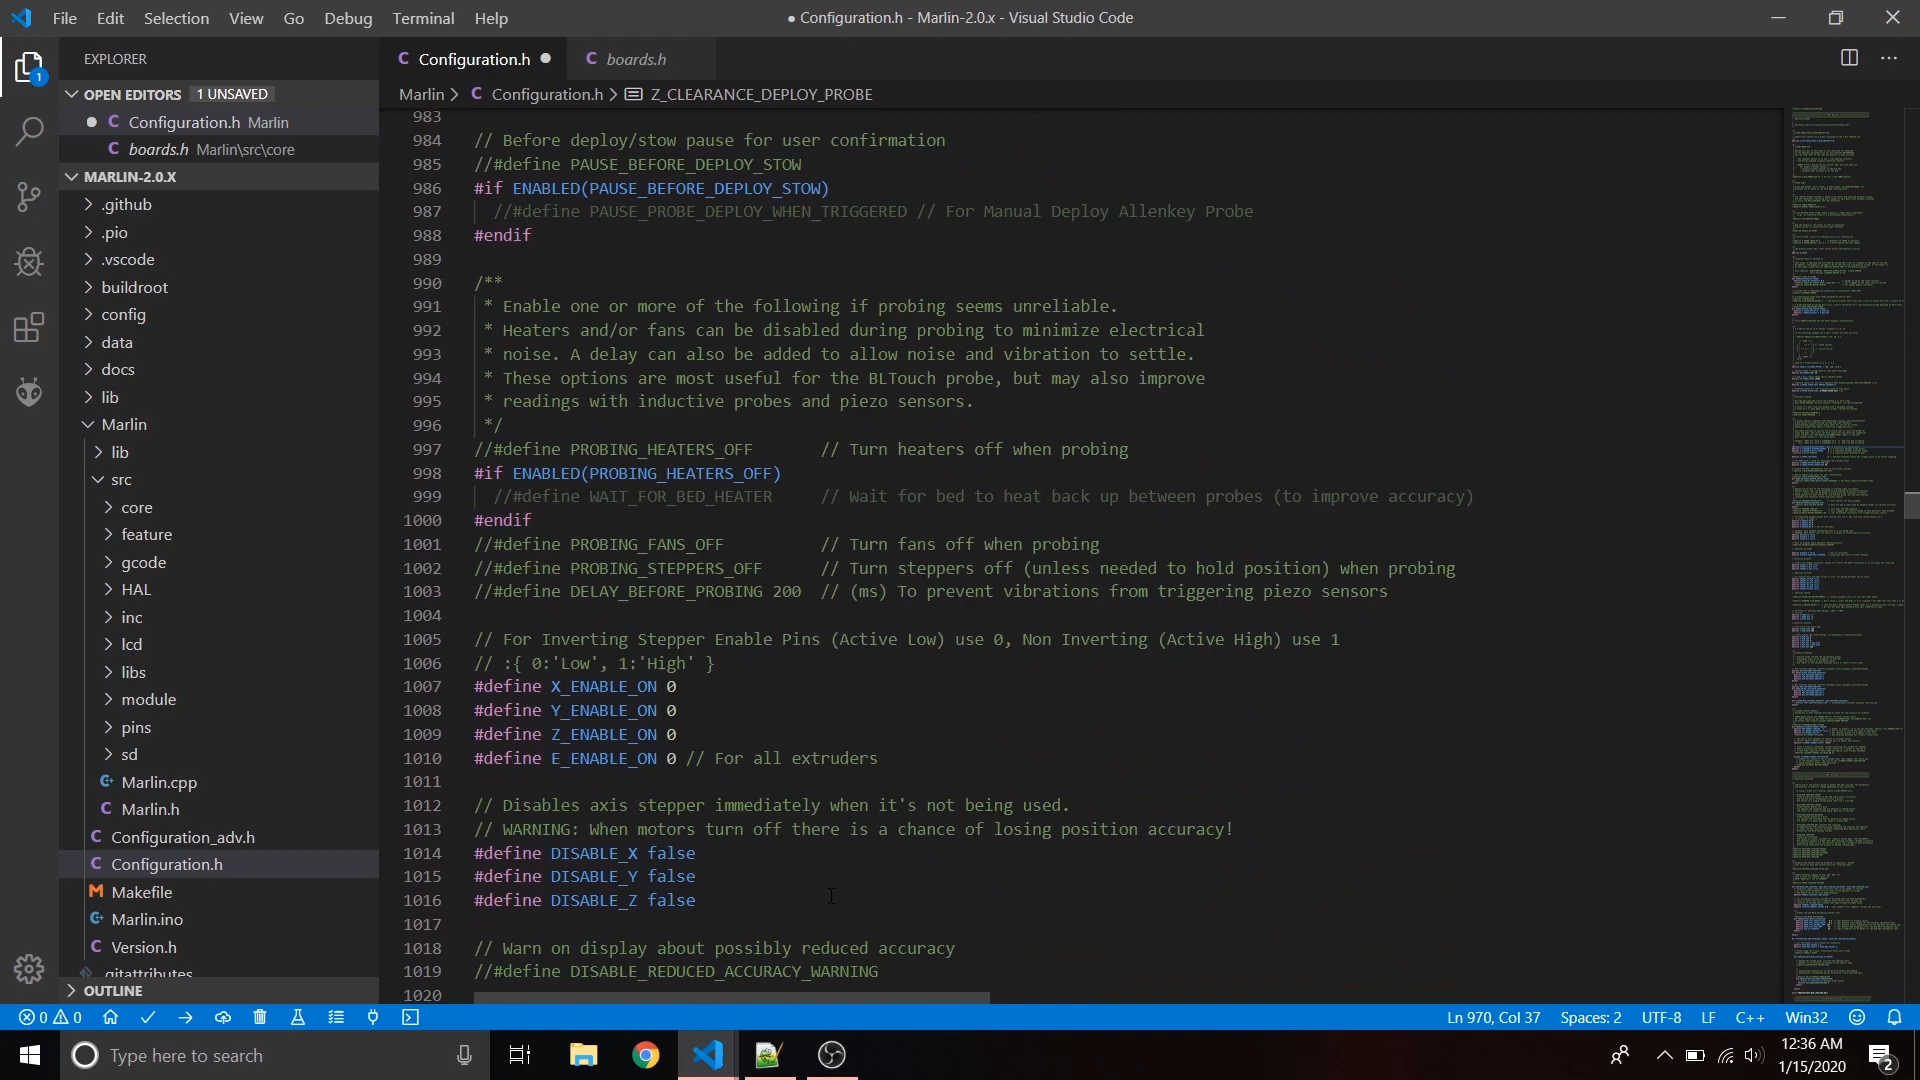 File Edit Selection View Go Debug Terminal Help
● Configuration.h - Marlin-2.0.x - Visual Studio Code
EXPLORER
Configuration.h
boards.h
OPEN EDITORS 1 UNSAVED
Configuration.h Marlin
boards.h Marlin\src\core
MARLIN-2.0.X
.github
.pio
.vscode
buildroot
config
data
docs
lib
Marlin
lib
src
core
feature
gcode
HAL
inc
lcd
libs
module
pins
sd
Marlin.cpp
Marlin.h
Configuration_adv.h
Configuration.h
Makefile
Marlin.ino
Version.h
.gitattributes
OUTLINE
1
Marlin > Configuration.h > Z_CLEARANCE_DEPLOY_PROBE
983
984 // Before deploy/stow pause for user confirmation
985 //#define PAUSE_BEFORE_DEPLOY_STOW
986 #if ENABLED(PAUSE_BEFORE_DEPLOY_STOW)
987 //#define PAUSE_PROBE_DEPLOY_WHEN_TRIGGERED // For Manual Deploy Allenkey Probe
988 #endif
989
990 /**
991 * Enable one or more of the following if probing seems unreliable.
992 * Heaters and/or fans can be disabled during probing to minimize electrical
993 * noise. A delay can also be added to allow noise and vibration to settle.
994 * These options are most useful for the BLTouch probe, but may also improve
995 * readings with inductive probes and piezo sensors.
996 */
997 //#define PROBING_HEATERS_OFF // Turn heaters off when probing
998 #if ENABLED(PROBING_HEATERS_OFF)
999 //#define WAIT_FOR_BED_HEATER // Wait for bed to heat back up between probes (to improve accuracy)
1000 #endif
1001 //#define PROBING_FANS_OFF // Turn fans off when probing
1002 //#define PROBING_STEPPERS_OFF // Turn steppers off (unless needed to hold position) when probing
1003 //#define DELAY_BEFORE_PROBING 200 // (ms) To prevent vibrations from triggering piezo sensors
1004
1005 // For Inverting Stepper Enable Pins (Active Low) use 0, Non Inverting (Active High) use 1
1006 // :{ 0:'Low', 1:'High' }
1007 #define X_ENABLE_ON 0
1008 #define Y_ENABLE_ON 0
1009 #define Z_ENABLE_ON 0
1010 #define E_ENABLE_ON 0 // For all extruders
1011
1012 // Disables axis stepper immediately when it's not being used.
1013 // WARNING: When motors turn off there is a chance of losing position accuracy!
1014 #define DISABLE_X false
1015 #define DISABLE_Y false
1016 #define DISABLE_Z false
1017
1018 // Warn on display about possibly reduced accuracy
1019 //#define DISABLE_REDUCED_ACCURACY_WARNING
1020
0 0
Ln 970, Col 37 Spaces: 2 UTF-8 LF C++ Win32
Type here to search
12:36 AM
1/15/2020
2